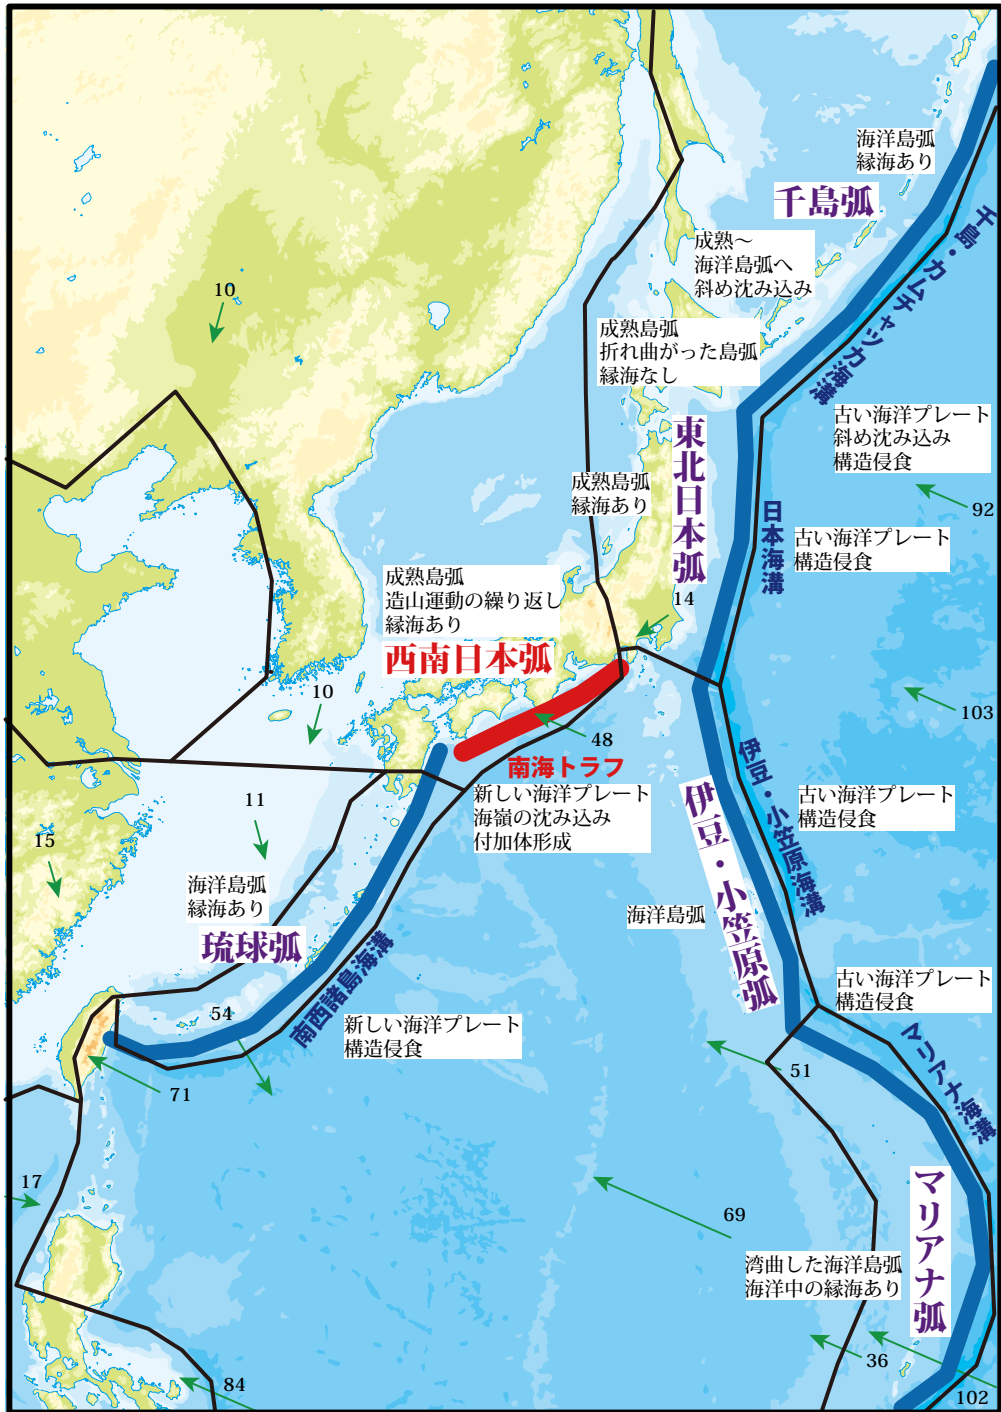 海洋島弧
縁海あり
千島弧
千島・カムチャツカ海溝
成熟〜
海洋島弧へ
斜め沈み込み
10
成熟島弧
折れ曲がった島弧
縁海なし
古い海洋プレート
斜め沈み込み
構造侵食
東北日本弧
成熟島弧
縁海あり
92
日本海溝
古い海洋プレート
構造侵食
成熟島弧
造山運動の繰り返し
縁海あり
14
西南日本弧
10
103
48
南海トラフ
伊豆・小笠原海溝
新しい海洋プレート
海嶺の沈み込み
付加体形成
伊豆・小笠原弧
古い海洋プレート
構造侵食
11
15
海洋島弧
縁海あり
琉球弧
海洋島弧
南西諸島海溝
古い海洋プレート
構造侵食
54
新しい海洋プレート
構造侵食
マリアナ海溝
51
71
17
マリアナ弧
69
湾曲した海洋島弧
海洋中の縁海あり
36
84
102